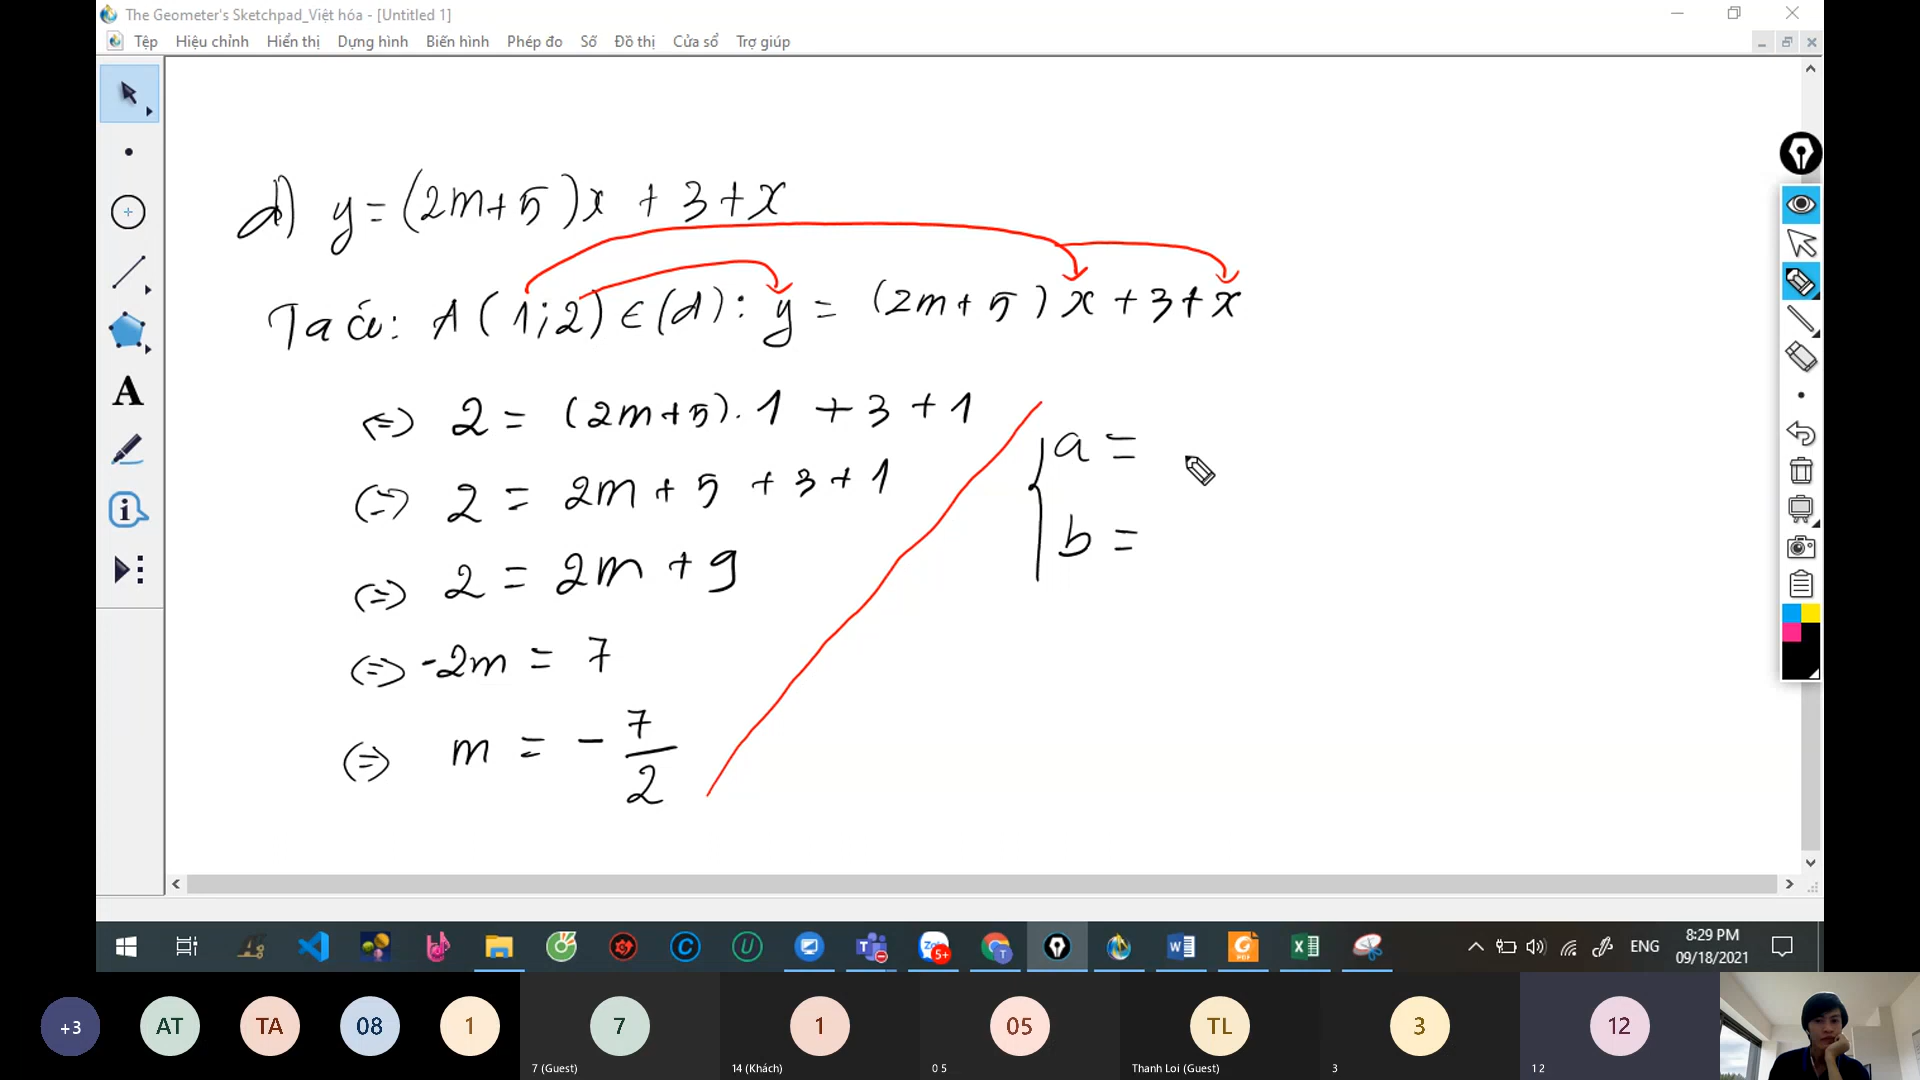 The Geometer's Sketchpad_Việt hóa - [Untitled 1]
Tệp Hiệu chỉnh Hiển thị Dựng hình Biến hình Phép đo Số Đồ thị Cửa sổ Trợ giúp
d) y = (2m+5)x + 3 + x
Ta có: A(1;2) ∈ (d): y = (2m+5)x + 3 + x
<=> 2 = (2m+5).1 + 3 + 1
<=> 2 = 2m + 5 + 3 + 1
<=> 2 = 2m + 9
<=> -2m = 7
<=> m = -7/2
a =
b =
A
i
ENG
8:29 PM
09/18/2021
+3 AT TA 08 1 7 1 05 TL 3 12
7 (Guest) 14 (Khách) 0 5 Thanh Loi (Guest) 3 1 2